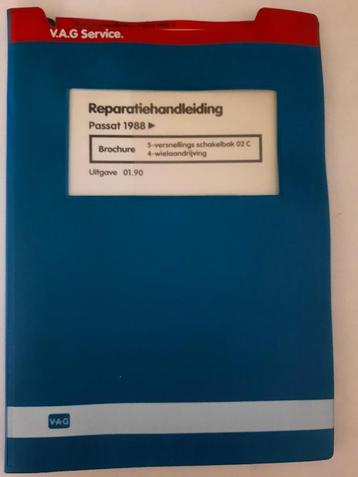 V.A.G Service.
Reparatiehandleiding
Passat 1988 ▶
Brochure
5-versnellings schakelbak 02 C
4-wielaandrijving
Uitgave 01.90
V·A·G